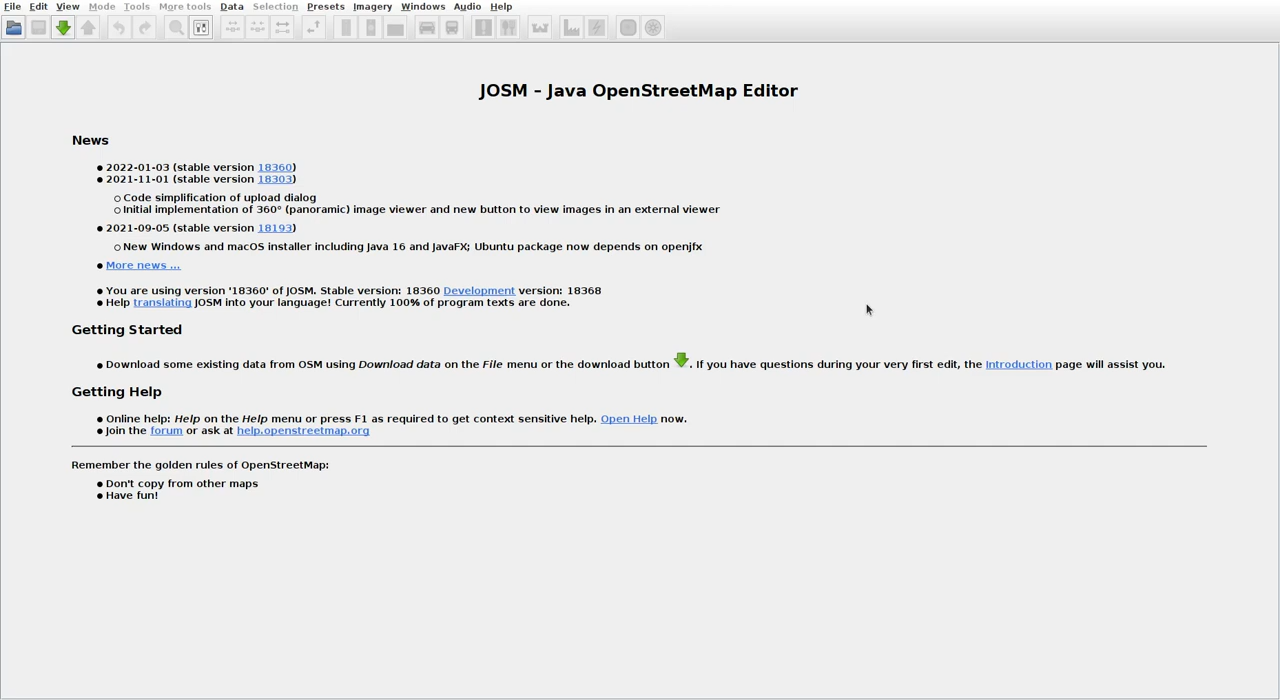 File Edit View Mode Tools More tools Data Selection Presets Imagery Windows Audio Help
JOSM – Java OpenStreetMap Editor
News
2022-01-03 (stable version 18360)
2021-11-01 (stable version 18303)
Code simplification of upload dialog
Initial implementation of 360° (panoramic) image viewer and new button to view images in an external viewer
2021-09-05 (stable version 18193)
New Windows and macOS installer including Java 16 and JavaFX; Ubuntu package now depends on openjfx
More news ...
You are using version '18360' of JOSM. Stable version: 18360 Development version: 18368
Help translating JOSM into your language! Currently 100% of program texts are done.
Getting Started
Download some existing data from OSM using Download data on the File menu or the download button . If you have questions during your very first edit, the Introduction page will assist you.
Getting Help
Online help: Help on the Help menu or press F1 as required to get context sensitive help. Open Help now.
Join the forum or ask at help.openstreetmap.org
Remember the golden rules of OpenStreetMap:
Don't copy from other maps
Have fun!